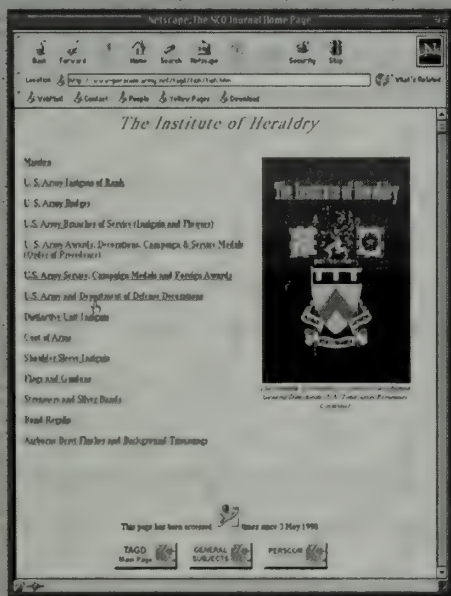 Netscape: The NCO Journal Home Page
Back Forward Home Search Netscape Security Stop
Location
What's Related
WebMail Contact People Yellow Pages Download
The Institute of Heraldry
Mission
U. S. Army Insignia of Rank
U. S. Army Badges
U.S. Army Branches of Service (Insignia and Plaques)
U. S. Army Awards, Decorations, Campaign & Service Medals
(Order of Precedence)
U.S. Army Service, Campaign Medals and Foreign Awards
U.S. Army and Department of Defense Decorations
Distinctive Unit Insignia
Coat of Arms
Shoulder Sleeve Insignia
Flags and Guidons
Streamers and Silver Bands
Band Regalia
Airborne Beret Flashes and Background Trimmings
The Institute of Heraldry
This page has been accessed times since 3 May 1998
TAGD
Main Page
GENERAL
SUBJECTS
PERSCOM